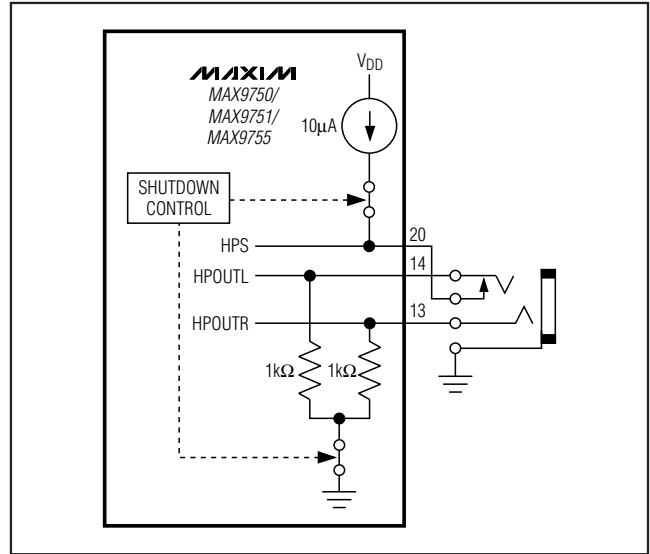 VDD
MAXIM
MAX9750/
MAX9751/
MAX9755
10μA
SHUTDOWN
CONTROL
HPS
20
HPOUTL
14
HPOUTR
13
1kΩ
1kΩ